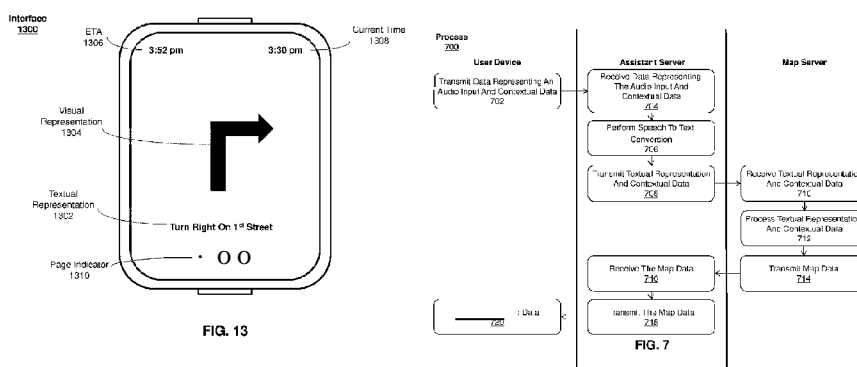 Interface
1300
ETA
1306
3:52 pm
3:30 pm
Current Time
1308
Visual
Representation
1304
Textual
Representation
1302
Turn Right On 1st Street
Page Indicator
1310
FIG. 13
Process
700
User Device
Assistant Server
Map Server
Transmit Data Representing An
Audio Input And Contextual Data
702
Receive Data Representing
The Audio Input And
Contextual Data
704
Perform Speech To Text
Conversion
706
Transmit Textual Representation
And Contextual Data
708
Receive Textual Representation
And Contextual Data
710
Process Textual Representation
And Contextual Data
712
Transmit Map Data
714
Receive The Map Data
Transmit The Map Data
718
Data
720
FIG. 7